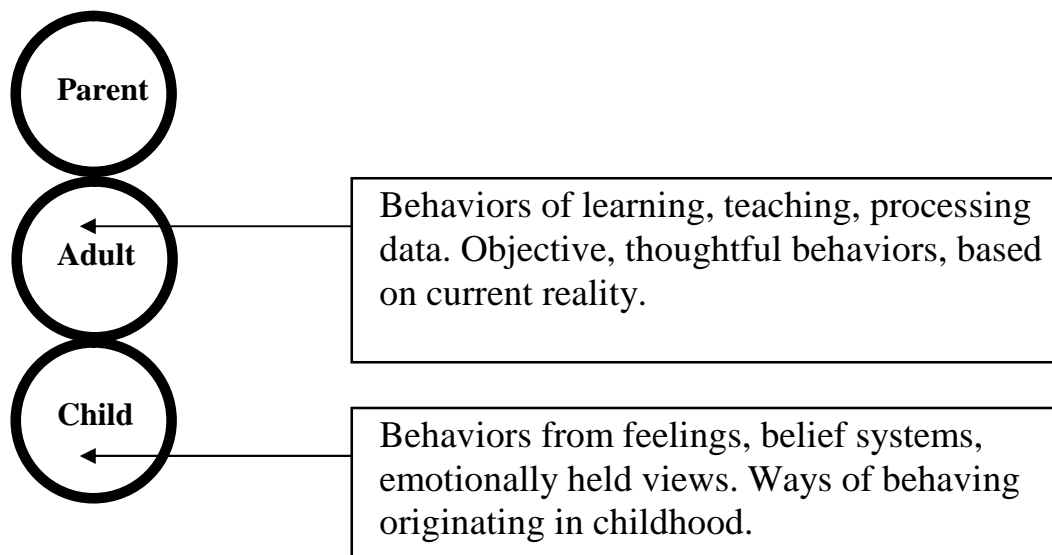 Parent
Adult
Behaviors of learning, teaching, processing
data. Objective, thoughtful behaviors, based
on current reality.
Child
Behaviors from feelings, belief systems,
emotionally held views. Ways of behaving
originating in childhood.